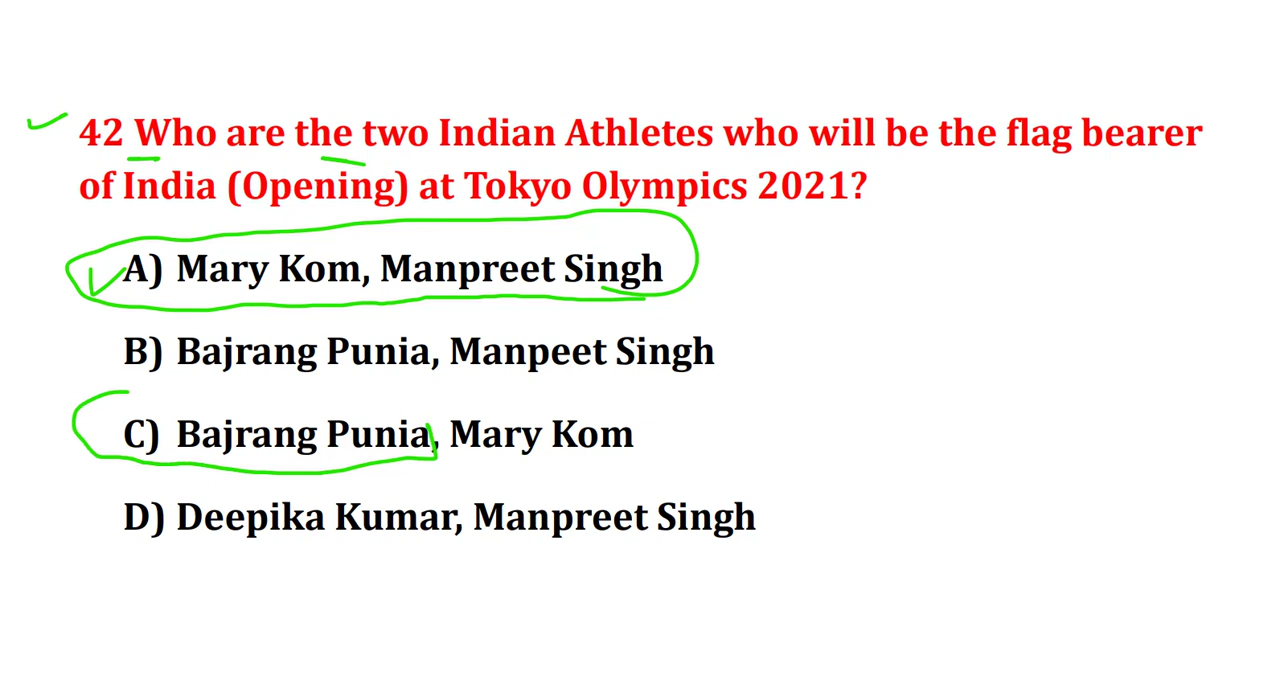 42 Who are the two Indian Athletes who will be the flag bearer
of India (Opening) at Tokyo Olympics 2021?
A) Mary Kom, Manpreet Singh
B) Bajrang Punia, Manpeet Singh
C) Bajrang Punia, Mary Kom
D) Deepika Kumar, Manpreet Singh